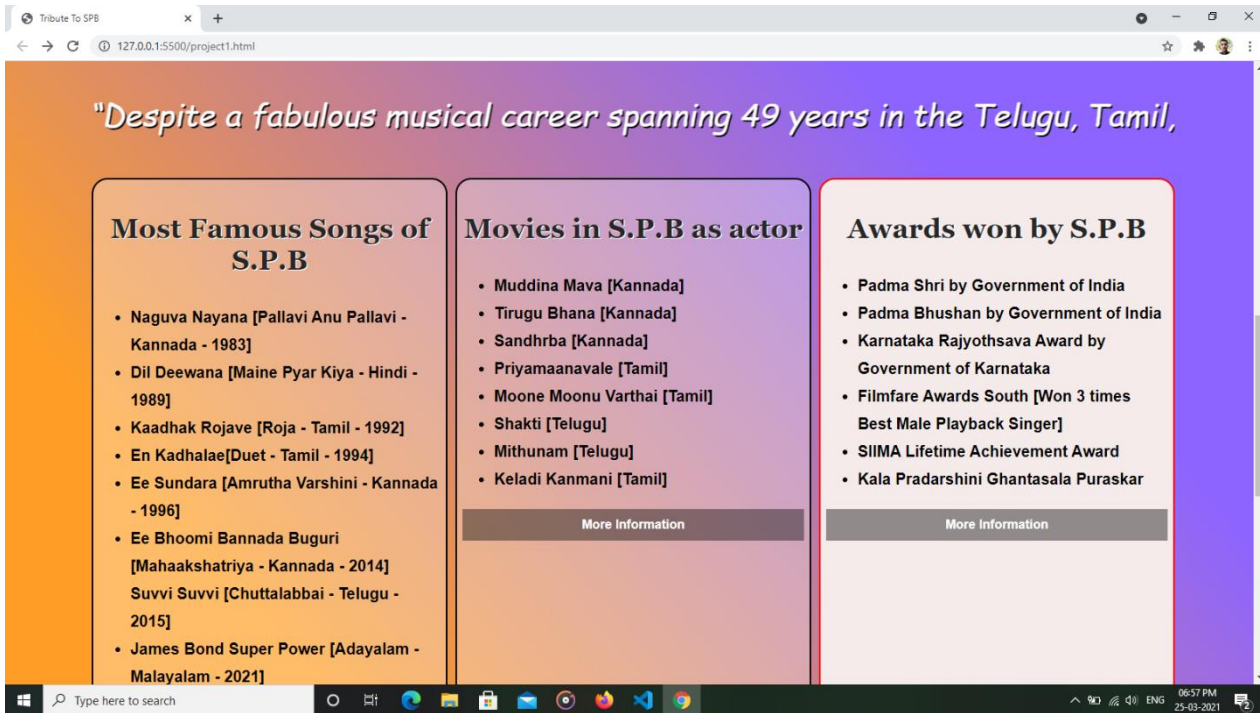 Tribute To SPB
127.0.0.1:5500/project1.html
"Despite a fabulous musical career spanning 49 years in the Telugu, Tamil,
Most Famous Songs of
S.P.B
• Naguva Nayana [Pallavi Anu Pallavi -
Kannada - 1983]
• Dil Deewana [Maine Pyar Kiya - Hindi -
1989]
• Kaadhak Rojave [Roja - Tamil - 1992]
• En Kadhalae[Duet - Tamil - 1994]
• Ee Sundara [Amrutha Varshini - Kannada
- 1996]
• Ee Bhoomi Bannada Buguri
[Mahaakshatriya - Kannada - 2014]
Suvvi Suvvi [Chuttalabbai - Telugu -
2015]
• James Bond Super Power [Adayalam -
Malayalam - 2021]
Movies in S.P.B as actor
• Muddina Mava [Kannada]
• Tirugu Bhana [Kannada]
• Sandhrba [Kannada]
• Priyamaanavale [Tamil]
• Moone Moonu Varthai [Tamil]
• Shakti [Telugu]
• Mithunam [Telugu]
• Keladi Kanmani [Tamil]
More Information
Awards won by S.P.B
• Padma Shri by Government of India
• Padma Bhushan by Government of India
• Karnataka Rajyothsava Award by
Government of Karnataka
• Filmfare Awards South [Won 3 times
Best Male Playback Singer]
• SIIMA Lifetime Achievement Award
• Kala Pradarshini Ghantasala Puraskar
More Information
Type here to search
ENG
06:57 PM
25-03-2021
2